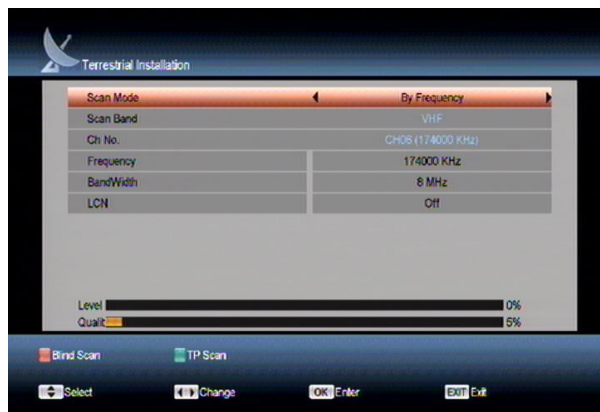 Terrestrial Installation
Scan Mode By Frequency
Scan Band VHF
Ch No. CH06 (174000 KHz)
Frequency 174000 KHz
BandWidth 8 MHz
LCN Off
Level 0%
Qualit 5%
Blind Scan TP Scan
Select Change OK Enter EXIT Exit